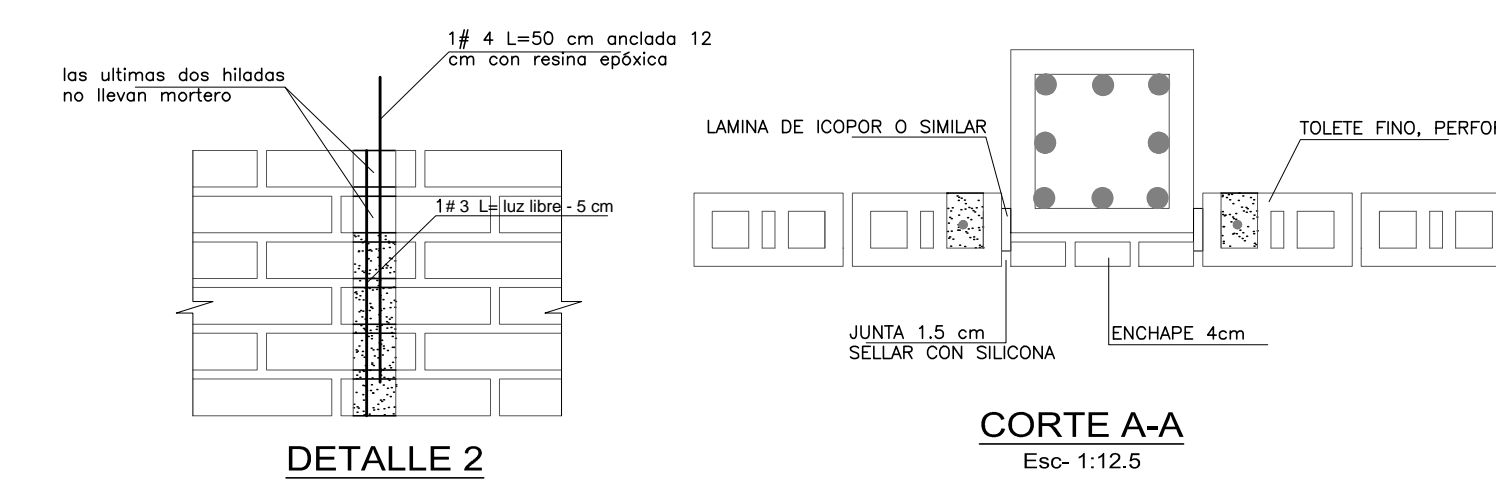 1# 4 L=50 cm anclada 12
cm con resina epóxica
las ultimas dos hiladas
no llevan mortero
1# 3 L= luz libre - 5 cm
DETALLE 2
LAMINA DE ICOPOR O SIMILAR
TOLETE FINO,
JUNTA 1.5 cm
SELLAR CON SILICONA
ENCHAPE 4cm
CORTE A-A
Esc- 1:12.5